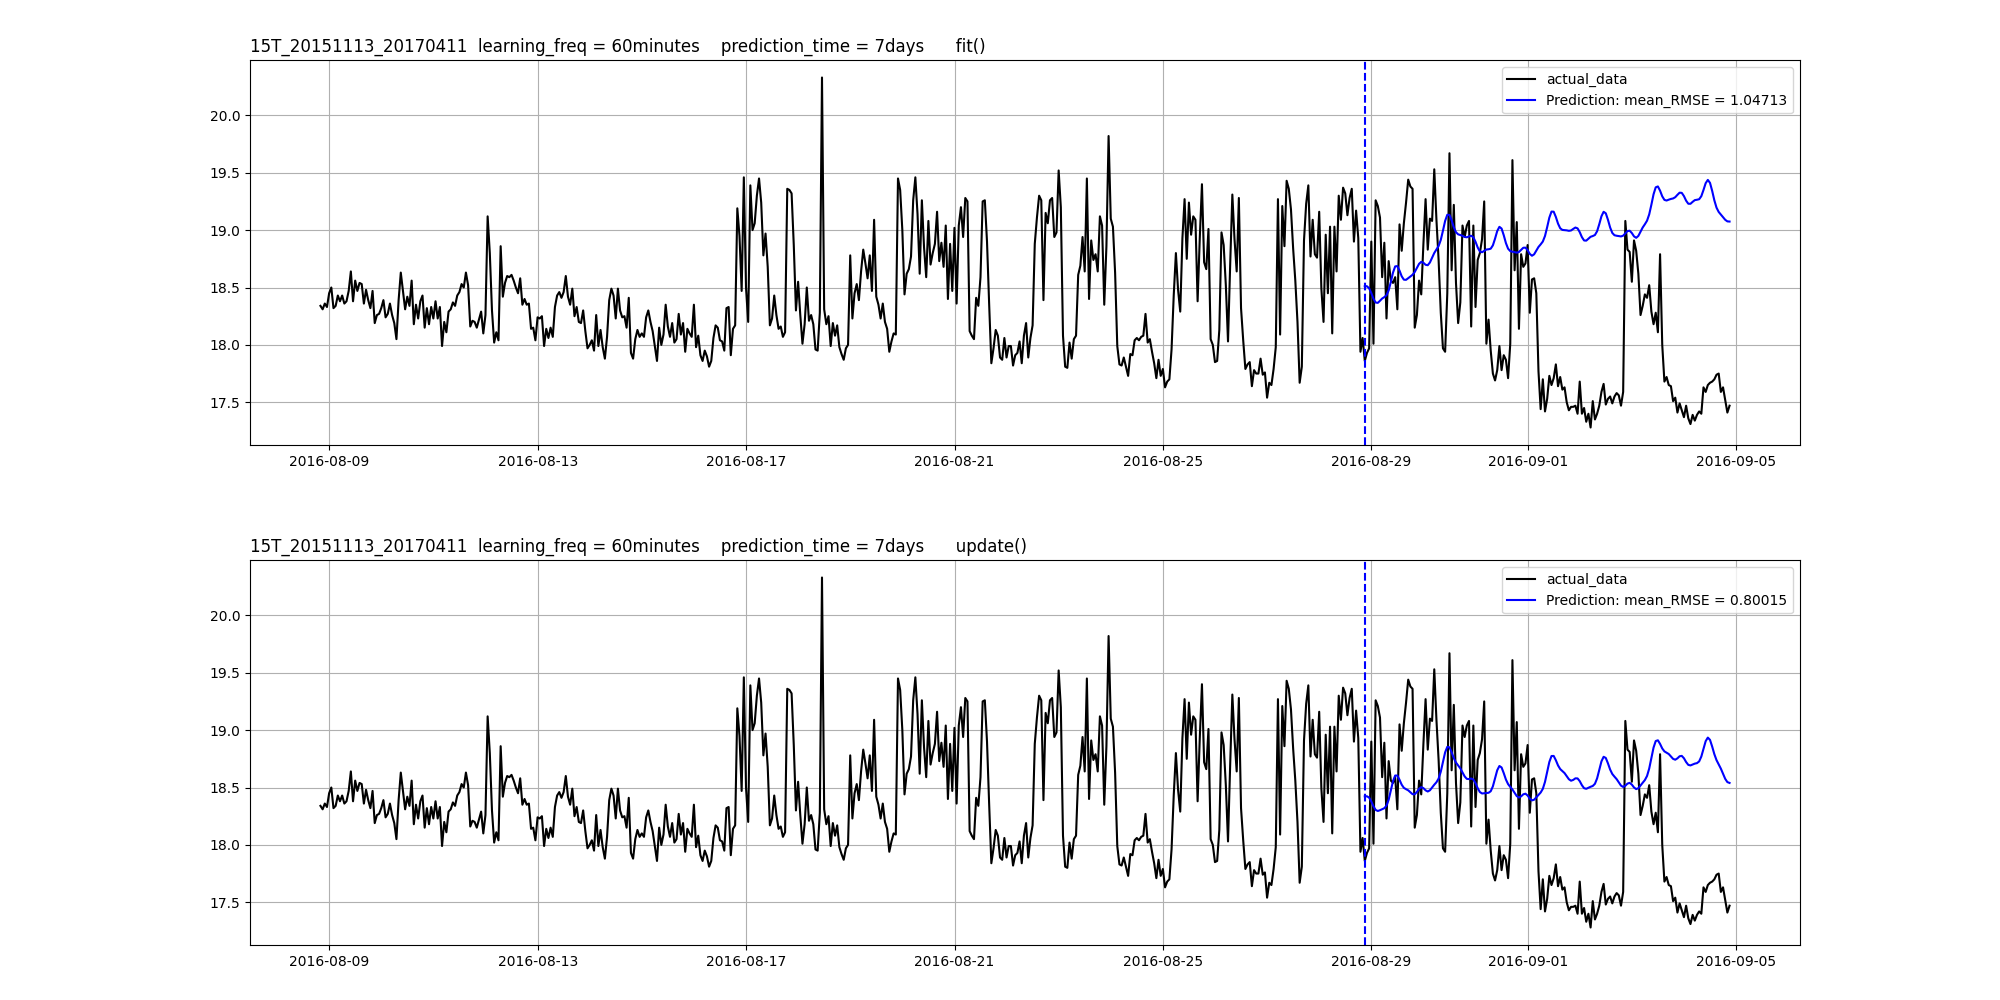 15T_20151113_20170411  learning_freq = 60minutes    prediction_time = 7days      fit()
actual_data
Prediction: mean_RMSE = 1.04713
20.0
19.5
19.0
18.5
18.0
17.5
2016-08-09 2016-08-13 2016-08-17 2016-08-21 2016-08-25 2016-08-29 2016-09-01 2016-09-05
15T_20151113_20170411  learning_freq = 60minutes    prediction_time = 7days      update()
actual_data
Prediction: mean_RMSE = 0.80015
20.0
19.5
19.0
18.5
18.0
17.5
2016-08-09 2016-08-13 2016-08-17 2016-08-21 2016-08-25 2016-08-29 2016-09-01 2016-09-05